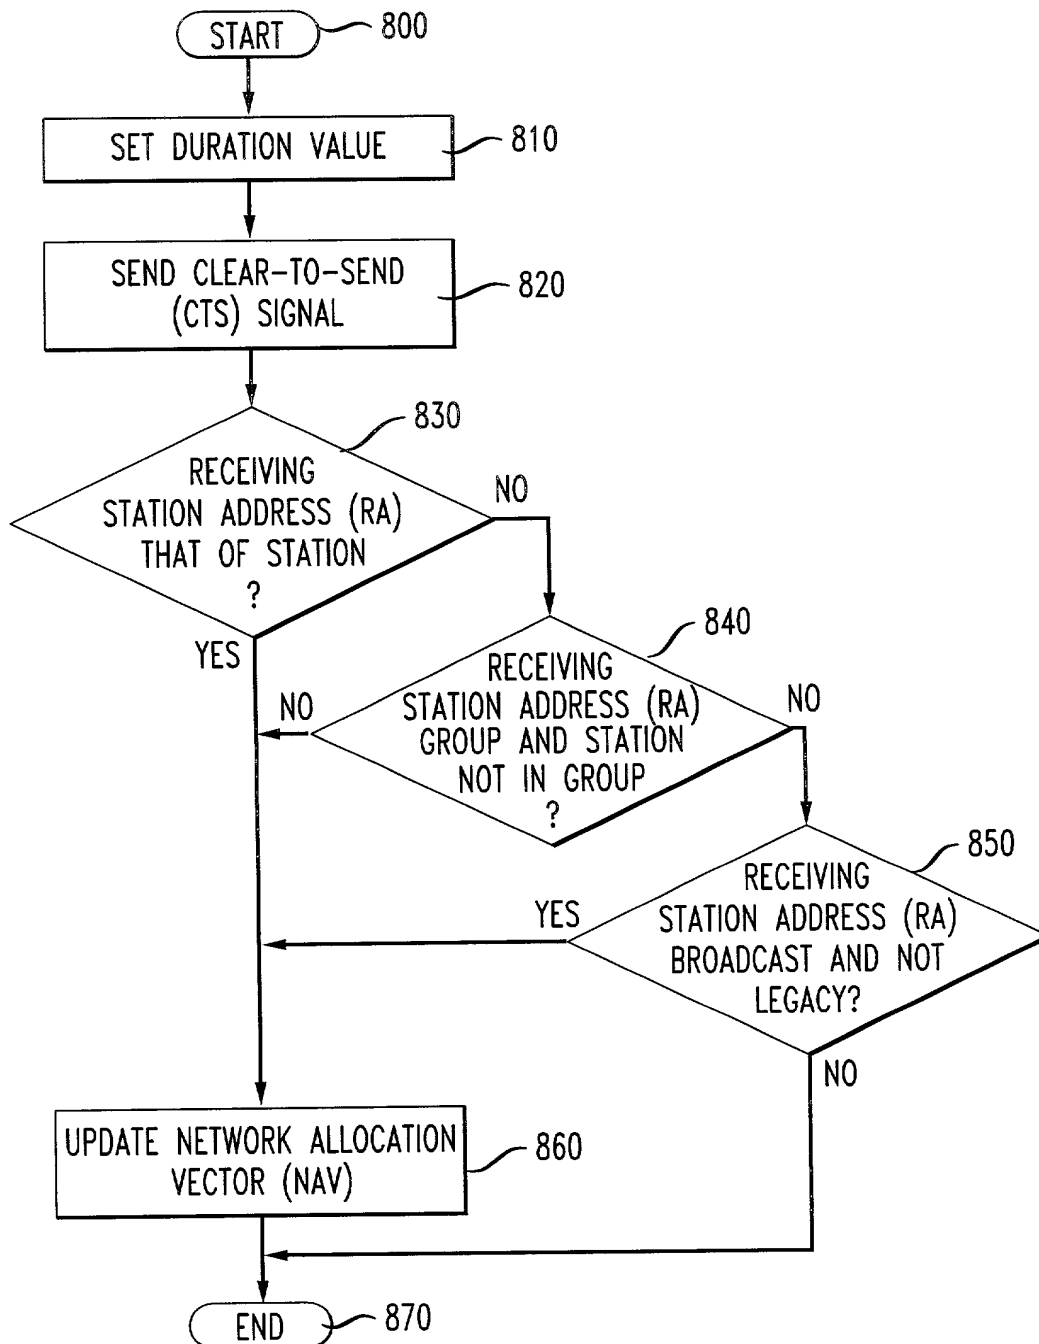 START
800
SET DURATION VALUE
810
SEND CLEAR-TO-SEND
(CTS) SIGNAL
820
830
RECEIVING
STATION ADDRESS (RA)
THAT OF STATION
?
NO
YES
840
RECEIVING
STATION ADDRESS (RA)
GROUP AND STATION
NOT IN GROUP
?
NO
NO
850
RECEIVING
STATION ADDRESS (RA)
BROADCAST AND NOT
LEGACY?
YES
NO
UPDATE NETWORK ALLOCATION
VECTOR (NAV)
860
END
870